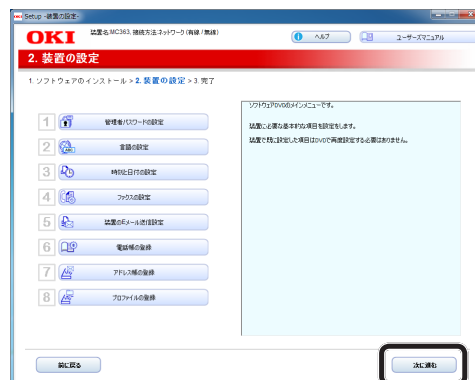 OKI Setup -装置の設定-
OKI
装置名:MC363, 接続方法:ネットワーク(有線/無線)
ヘルプ
ユーザーズマニュアル
2. 装置の設定
1. ソフトウェアのインストール > 2. 装置の設定 > 3. 完了
1 管理者パスワードの設定
2 言語の設定
3 時刻と日付の設定
4 ファクスの設定
5 装置のEメール送信設定
6 電話帳の登録
7 アドレス帳の登録
8 プロファイルの登録
ソフトウェアDVDのメインメニューです。
装置に必要な基本的な項目を設定をします。
装置で既に設定した項目はDVDで再度設定する必要はありません。
前に戻る
次に進む